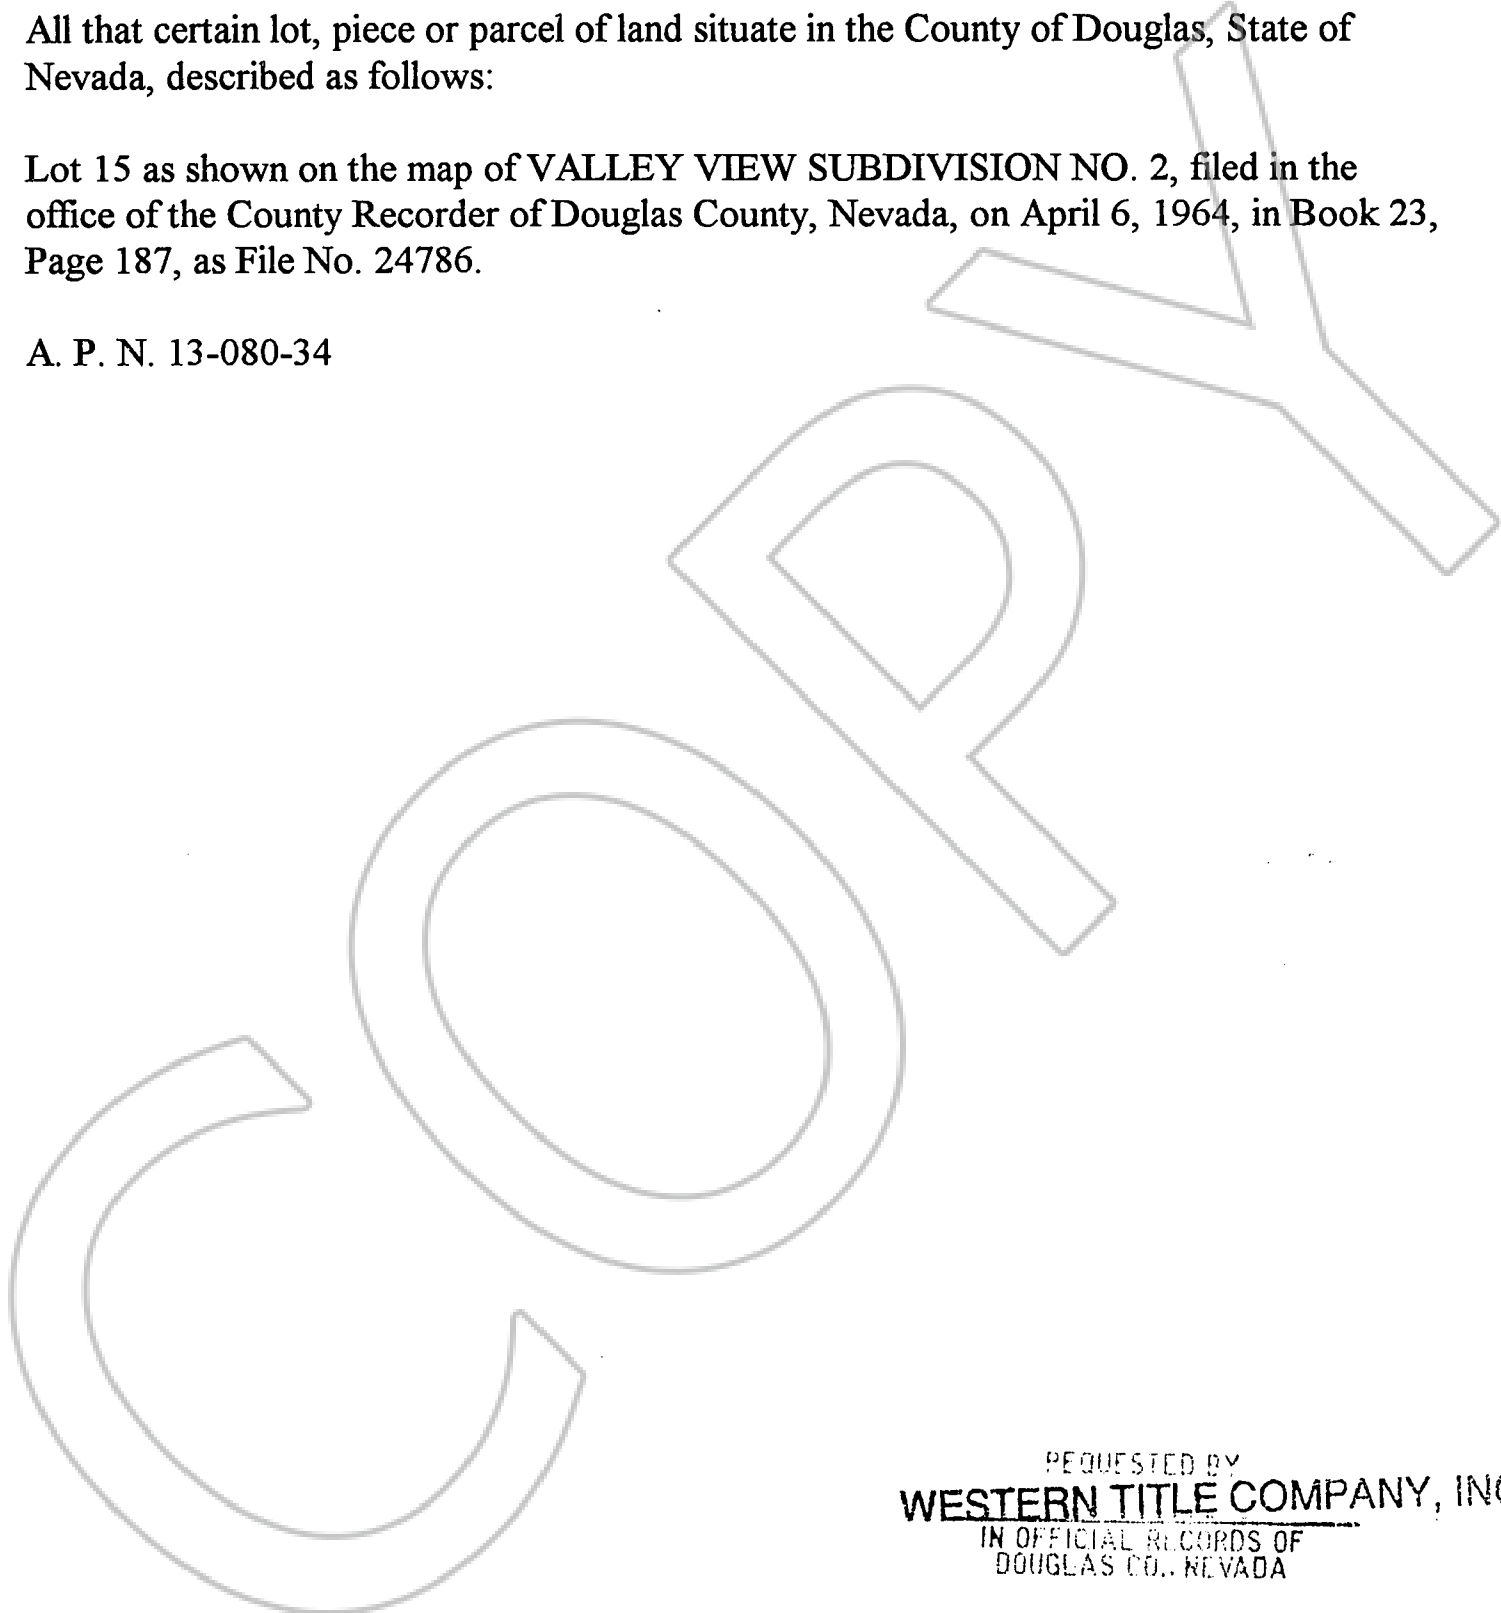 All that certain lot, piece or parcel of land situate in the County of Douglas, State of
Nevada, described as follows:
Lot 15 as shown on the map of VALLEY VIEW SUBDIVISION NO. 2, filed in the
office of the County Recorder of Douglas County, Nevada, on April 6, 1964, in Book 23,
Page 187, as File No. 24786.
A. P. N. 13-080-34
COPY
REQUESTED BY
WESTERN TITLE COMPANY, INC
IN OFFICIAL RECORDS OF
DOUGLAS CO., NEVADA